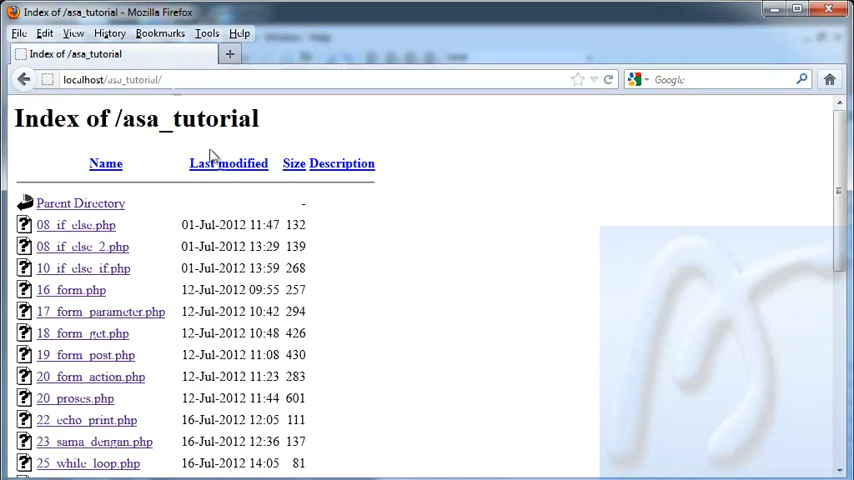 Index of /asa_tutorial - Mozilla Firefox
File Edit View History Bookmarks Tools Help
Index of /asa_tutorial
localhost/asa_tutorial/
Google
Index of /asa_tutorial
Name Last modified Size Description
Parent Directory -
08_if_else.php 01-Jul-2012 11:47 132
08_if_else_2.php 01-Jul-2012 13:29 139
10_if_else_if.php 01-Jul-2012 13:59 268
16_form.php 12-Jul-2012 09:55 257
17_form_parameter.php 12-Jul-2012 10:42 294
18_form_get.php 12-Jul-2012 10:48 426
19_form_post.php 12-Jul-2012 11:08 430
20_form_action.php 12-Jul-2012 11:23 283
20_proses.php 12-Jul-2012 11:44 601
22_echo_print.php 16-Jul-2012 12:05 111
23_sama_dengan.php 16-Jul-2012 12:36 137
25_while_loop.php 16-Jul-2012 14:05 81